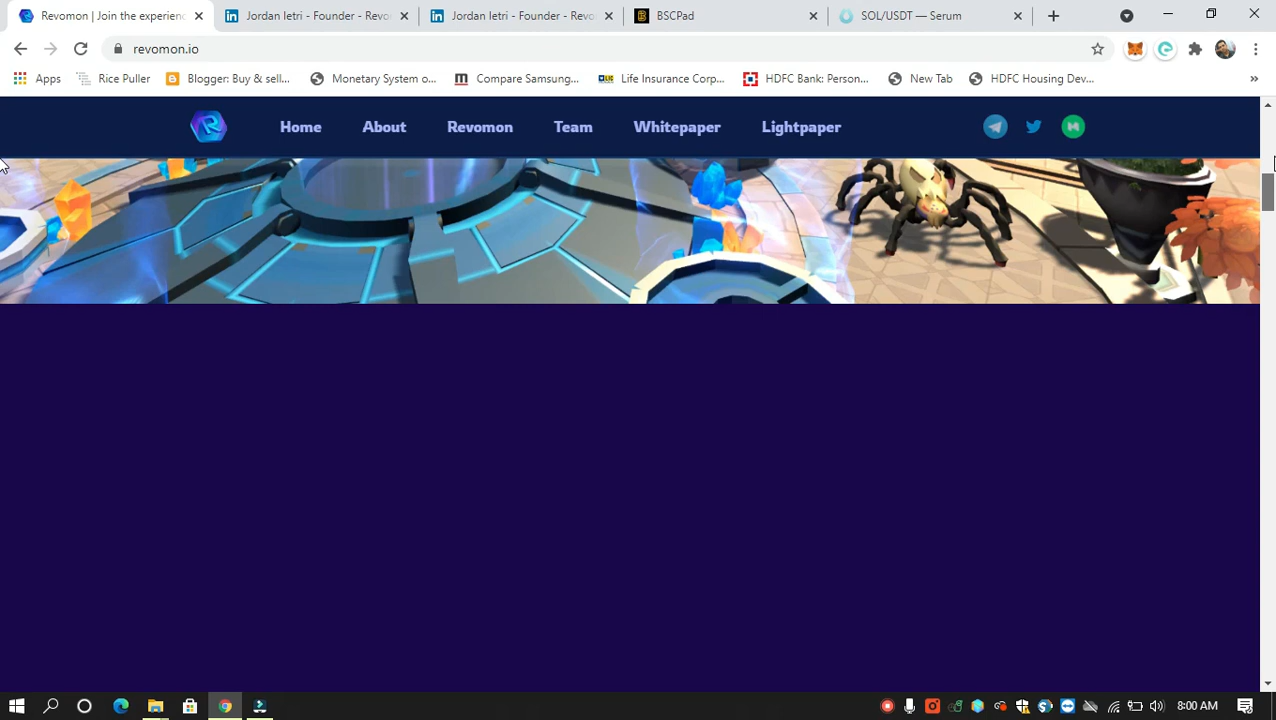 Revomon | Join the experienc
Jordan Ietri - Founder - Revo
Jordan Ietri - Founder - Revo
BSCPad
SOL/USDT — Serum
revomon.io
Apps
Rice Puller
Blogger: Buy & sell...
Monetary System o...
Compare Samsung...
Life Insurance Corp...
HDFC Bank: Person...
New Tab
HDFC Housing Dev...
»
Home
About
Revomon
Team
Whitepaper
Lightpaper
8:00 AM